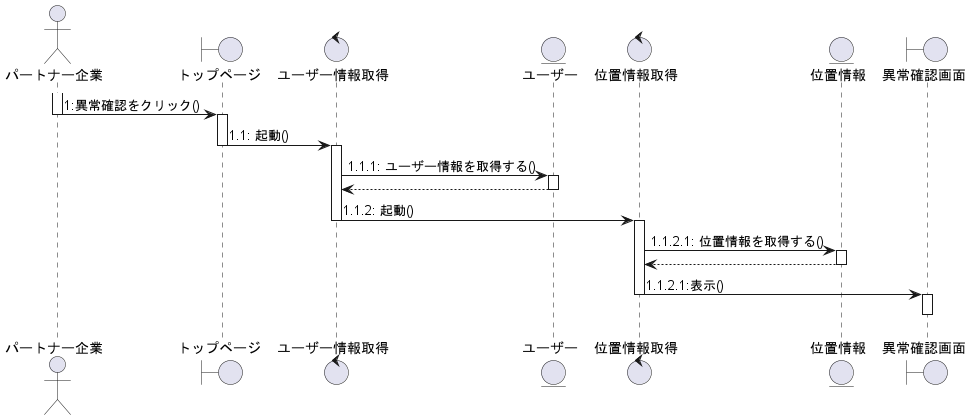 パートナー企業 トップページ ユーザー情報取得 ユーザー 位置情報取得 位置情報 異常確認画面
1:異常確認をクリック()
1.1: 起動()
1.1.1: ユーザー情報を取得する()
1.1.2: 起動()
1.1.2.1: 位置情報を取得する()
1.1.2.1:表示()
パートナー企業 トップページ ユーザー情報取得 ユーザー 位置情報取得 位置情報 異常確認画面